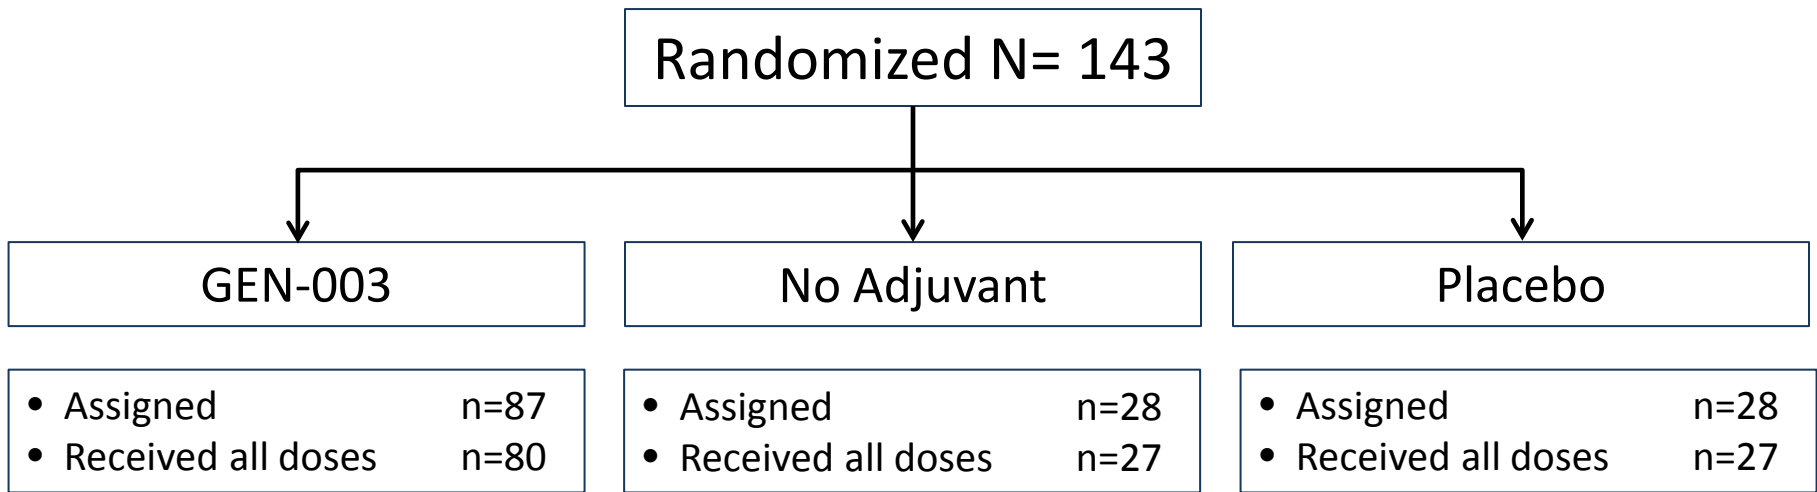 Randomized N= 143
GEN-003
No Adjuvant
Placebo
• Assigned n=87
• Received all doses n=80
• Assigned n=28
• Received all doses n=27
• Assigned n=28
• Received all doses n=27